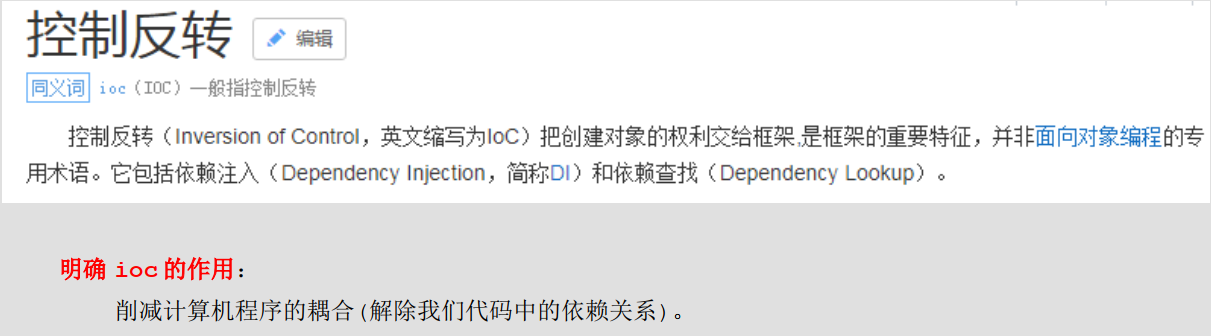 控制反转 编辑
同义词 ioc（IOC）一般指控制反转
控制反转（Inversion of Control，英文缩写为IoC）把创建对象的权利交给框架,是框架的重要特征，并非面向对象编程的专
用术语。它包括依赖注入（Dependency Injection，简称DI）和依赖查找（Dependency Lookup）。
明确 ioc 的作用：
削减计算机程序的耦合(解除我们代码中的依赖关系)。